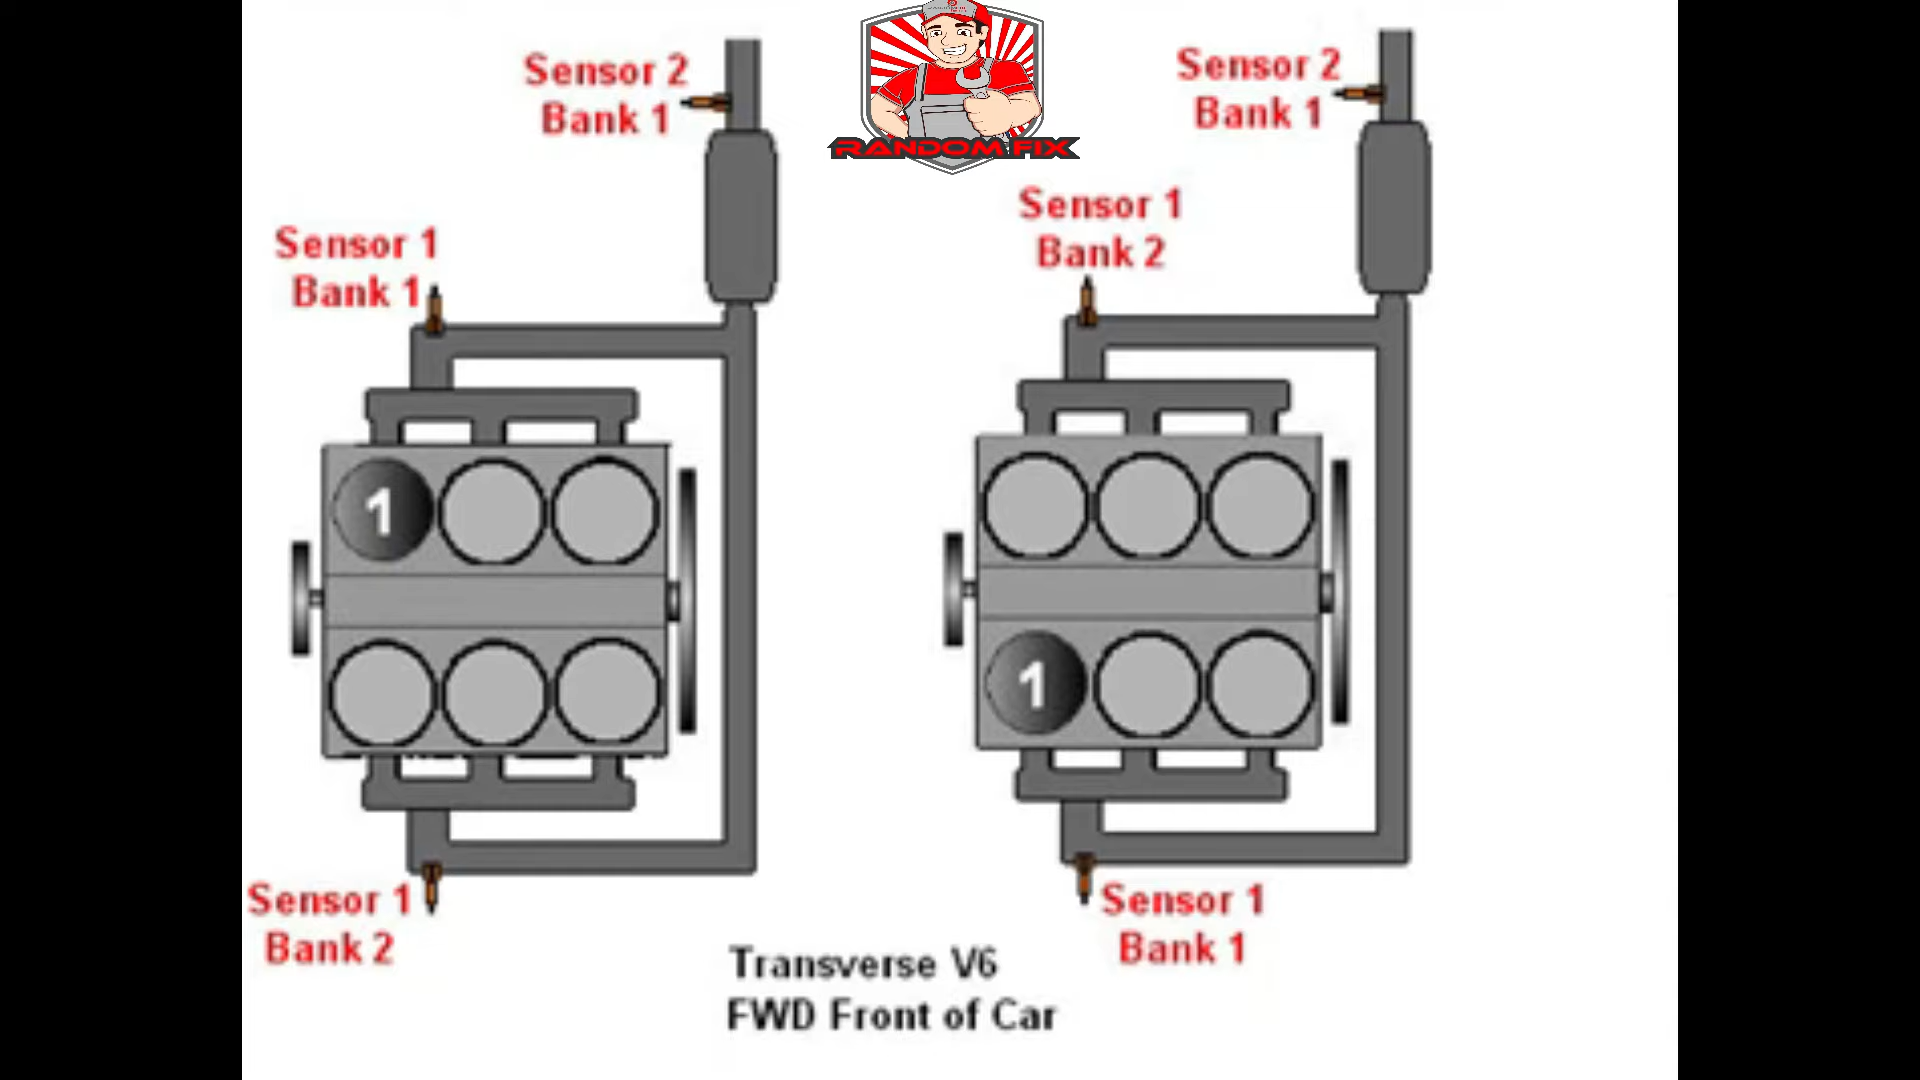 Sensor 2
Bank 1
Sensor 1
Bank 1
1
Sensor 1
Bank 2
RANDOM FIX
Sensor 2
Bank 1
Sensor 1
Bank 2
1
Sensor 1
Bank 1
Transverse V6
FWD Front of Car